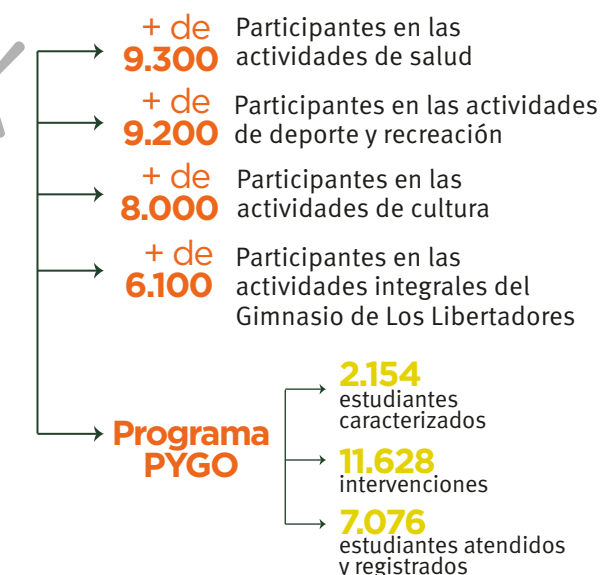 + de
9.300
Participantes en las
actividades de salud
+ de
9.200
Participantes en las actividades
de deporte y recreación
+ de
8.000
Participantes en las
actividades de cultura
+ de
6.100
Participantes en las
actividades integrales del
Gimnasio de Los Libertadores
Programa
PYGO
2.154
estudiantes
caracterizados
11.628
intervenciones
7.076
estudiantes atendidos
y registrados